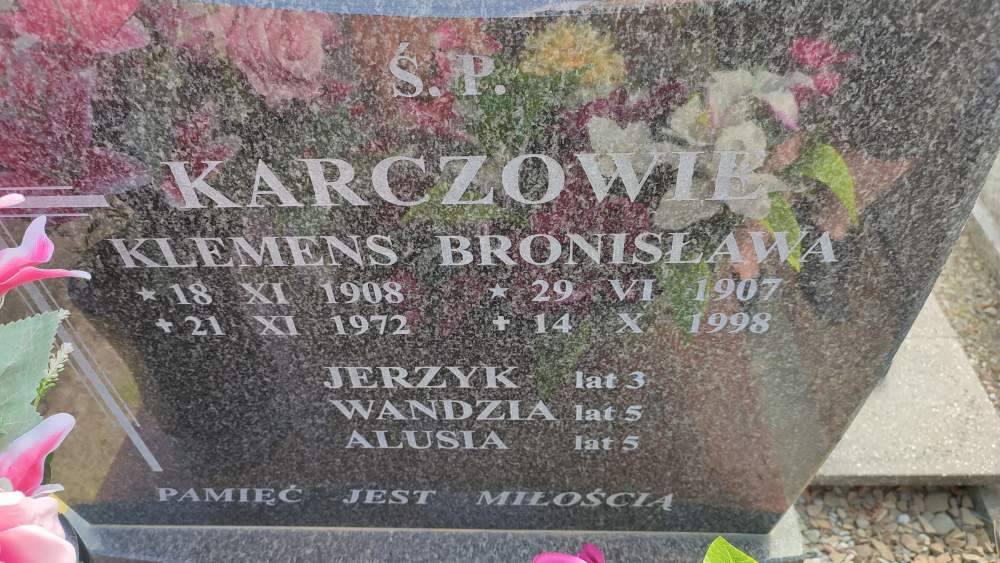 Ś. P.
KARCZOWIE
KLEMENS BRONISŁAWA
★ 18 XI 1908 ★ 29 VI 1907
✝ 21 XI 1972 ✝ 14 X 1998
JERZYK lat 3
WANDZIA lat 5
ALUSIA lat 5
PAMIĘĆ JEST MIŁOŚCIĄ